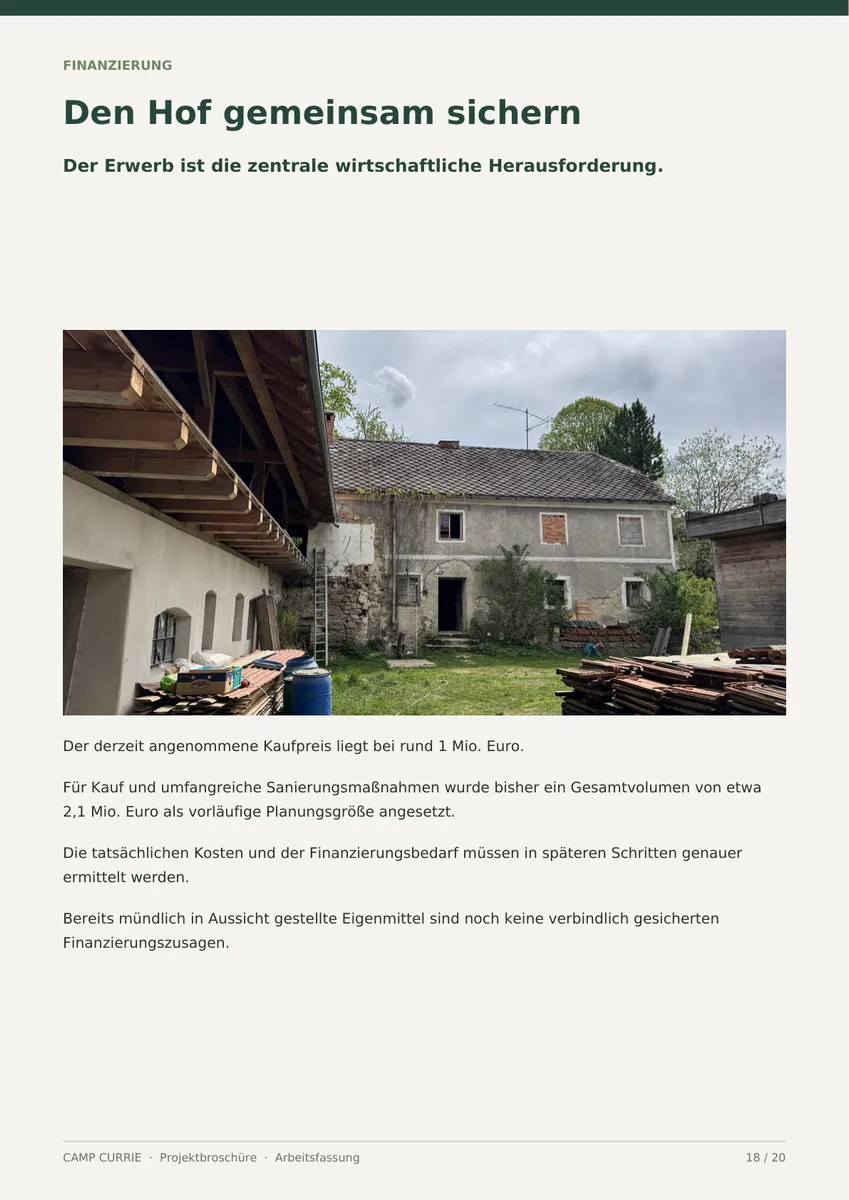 FINANZIERUNG
Den Hof gemeinsam sichern
Der Erwerb ist die zentrale wirtschaftliche Herausforderung.
Der derzeit angenommene Kaufpreis liegt bei rund 1 Mio. Euro.
Für Kauf und umfangreiche Sanierungsmaßnahmen wurde bisher ein Gesamtvolumen von etwa
2,1 Mio. Euro als vorläufige Planungsgröße angesetzt.
Die tatsächlichen Kosten und der Finanzierungsbedarf müssen in späteren Schritten genauer
ermittelt werden.
Bereits mündlich in Aussicht gestellte Eigenmittel sind noch keine verbindlich gesicherten
Finanzierungszusagen.
CAMP CURRIE · Projektbroschüre · Arbeitsfassung
18 / 20